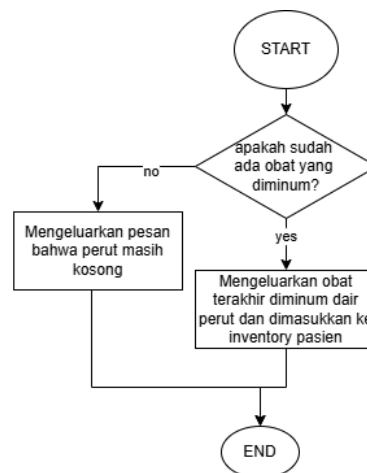 START
apakah sudah
ada obat yang
diminum?
no
yes
Mengeluarkan pesan
bahwa perut masih
kosong
Mengeluarkan obat
terakhir diminum dair
perut dan dimasukkan ke
inventory pasien
END